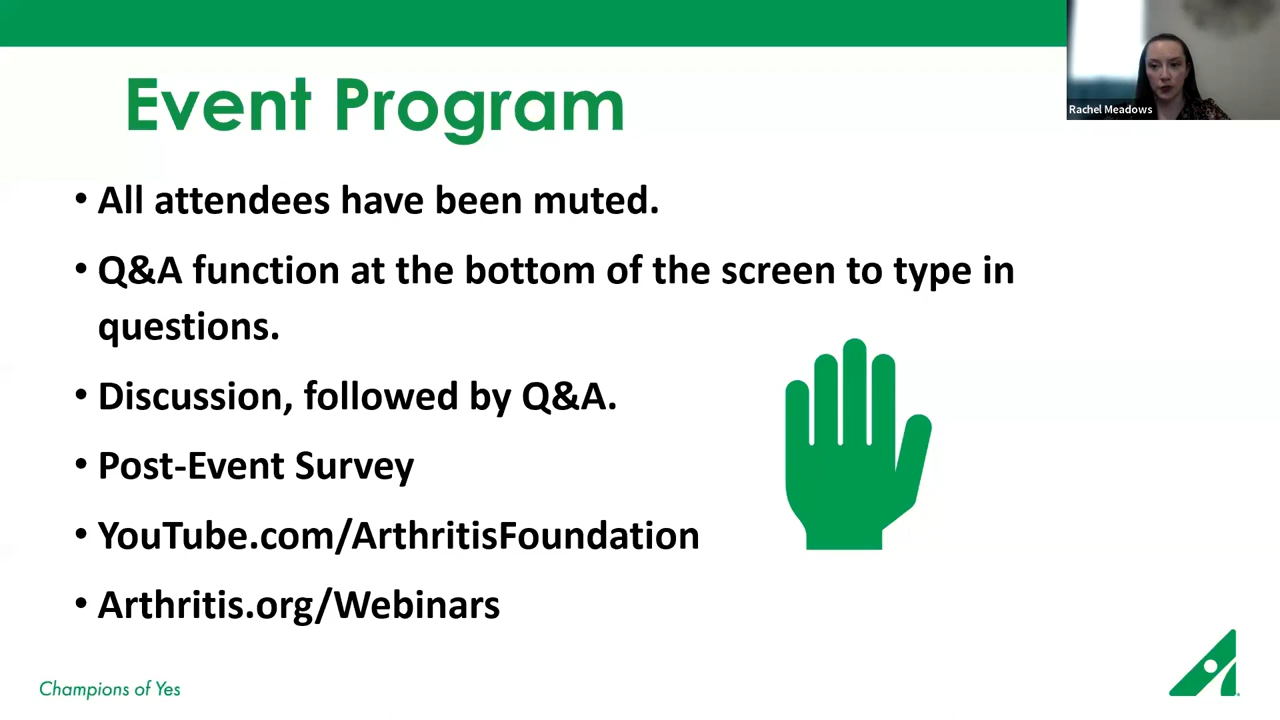 Event Program
Rachel Meadows
• All attendees have been muted.
• Q&A function at the bottom of the screen to type in
questions.
• Discussion, followed by Q&A.
• Post-Event Survey
• YouTube.com/ArthritisFoundation
• Arthritis.org/Webinars
Champions of Yes